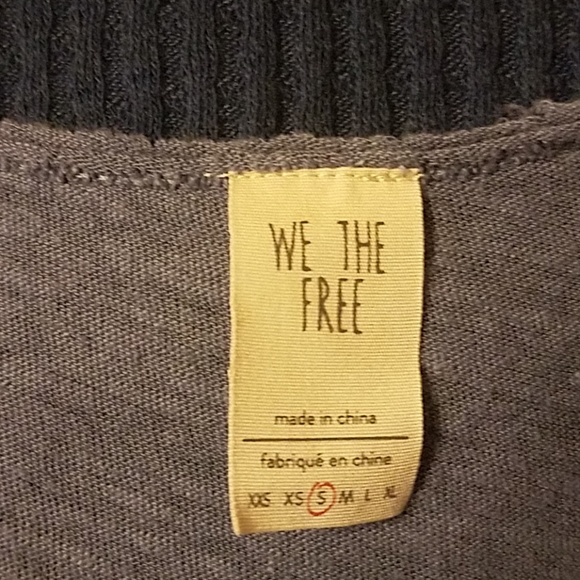 WE THE
FREE
made in china
fabriqué en chine
XXS XS S M L XL